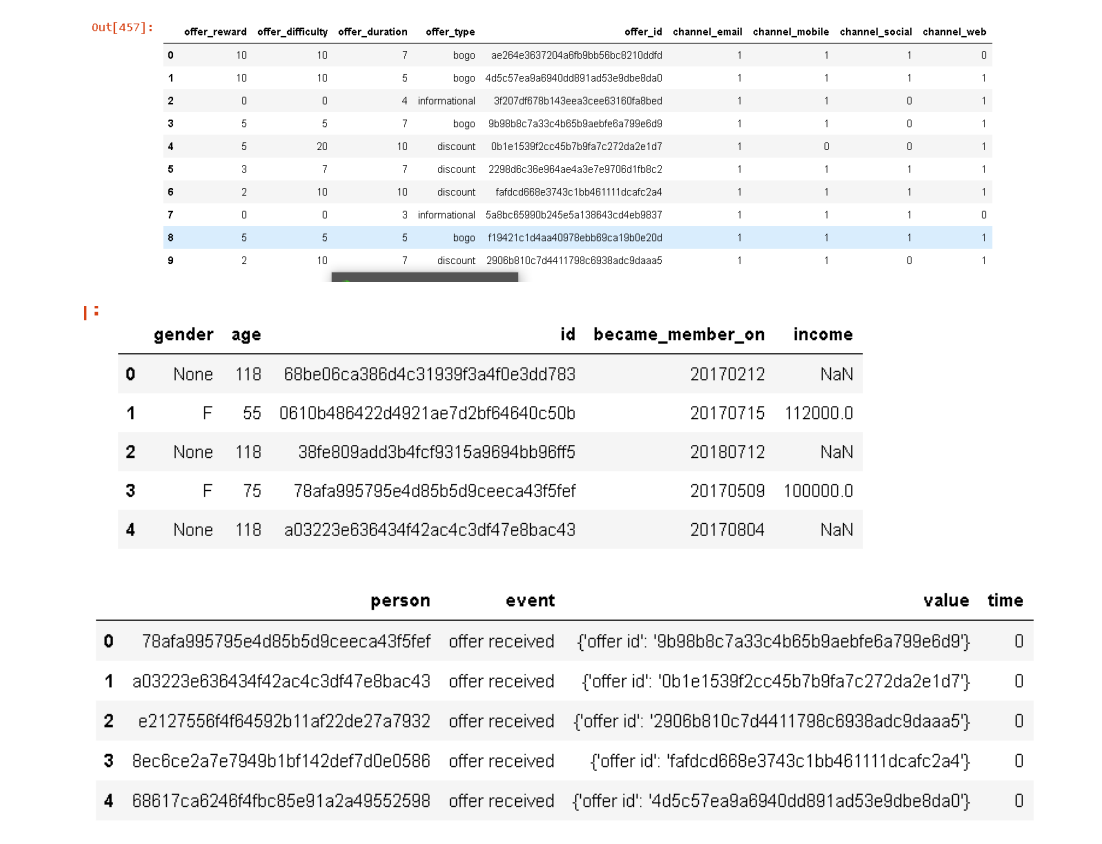 Out[457]:
offer_reward offer_difficulty offer_duration offer_type offer_id channel_email channel_mobile channel_social channel_web
0 10 10 7 bogo ae264e3637204a6fb9bb56bc8210ddfd 1 1 1 0
1 10 10 5 bogo 4d5c57ea9a6940dd891ad53e9dbe8da0 1 1 1 1
2 0 0 4 informational 3f207df678b143eea3cee63160fa8bed 1 1 0 1
3 5 5 7 bogo 9b98b8c7a33c4b65b9aebfe6a799e6d9 1 1 0 1
4 5 20 10 discount 0b1e1539f2cc45b7b9fa7c272da2e1d7 1 0 0 1
5 3 7 7 discount 2298d6c36e964ae4a3e7e9706d1fb8c2 1 1 1 1
6 2 10 10 discount fafdcd668e3743c1bb461111dcafc2a4 1 1 1 1
7 0 0 3 informational 5a8bc65990b245e5a138643cd4eb9837 1 1 1 0
8 5 5 5 bogo f19421c1d4aa40978ebb69ca19b0e20d 1 1 1 1
9 2 10 7 discount 2906b810c7d4411798c6938adc9daaa5 1 1 0 1
]:
gender age id became_member_on income
0 None 118 68be06ca386d4c31939f3a4f0e3dd783 20170212 NaN
1 F 55 0610b486422d4921ae7d2bf64640c50b 20170715 112000.0
2 None 118 38fe809add3b4fcf9315a9694bb96ff5 20180712 NaN
3 F 75 78afa995795e4d85b5d9ceeca43f5fef 20170509 100000.0
4 None 118 a03223e636434f42ac4c3df47e8bac43 20170804 NaN
person event value time
0 78afa995795e4d85b5d9ceeca43f5fef offer received {'offer id': '9b98b8c7a33c4b65b9aebfe6a799e6d9'} 0
1 a03223e636434f42ac4c3df47e8bac43 offer received {'offer id': '0b1e1539f2cc45b7b9fa7c272da2e1d7'} 0
2 e2127556f4f64592b11af22de27a7932 offer received {'offer id': '2906b810c7d4411798c6938adc9daaa5'} 0
3 8ec6ce2a7e7949b1bf142def7d0e0586 offer received {'offer id': 'fafdcd668e3743c1bb461111dcafc2a4'} 0
4 68617ca6246f4fbc85e91a2a49552598 offer received {'offer id': '4d5c57ea9a6940dd891ad53e9dbe8da0'} 0